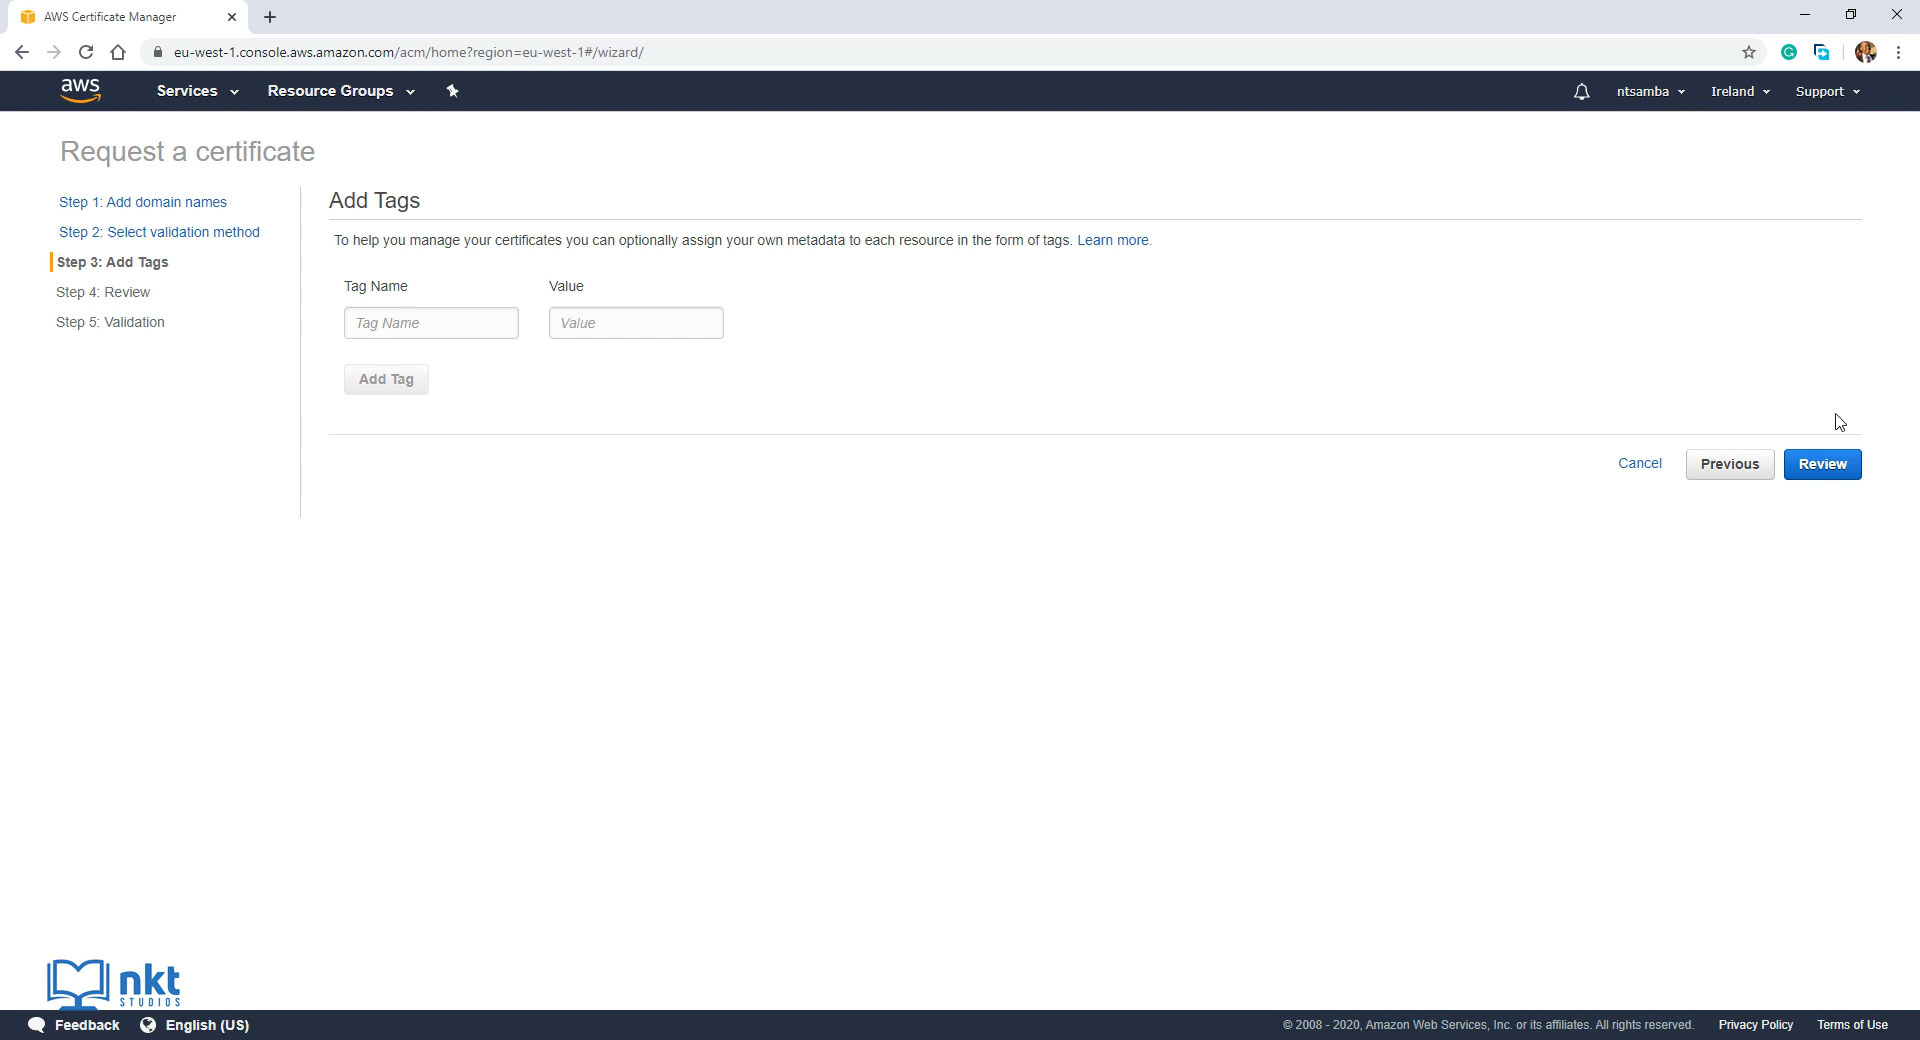 AWS Certificate Manager
eu-west-1.console.aws.amazon.com/acm/home?region=eu-west-1#/wizard/
aws Services Resource Groups ntsamba Ireland Support
Request a certificate
Step 1: Add domain names
Step 2: Select validation method
Step 3: Add Tags
Step 4: Review
Step 5: Validation
Add Tags
To help you manage your certificates you can optionally assign your own metadata to each resource in the form of tags. Learn more.
Tag Name Value
Tag Name Value
Add Tag
Cancel Previous Review
nkt
STUDIOS
Feedback English (US) © 2008 - 2020, Amazon Web Services, Inc. or its affiliates. All rights reserved. Privacy Policy Terms of Use